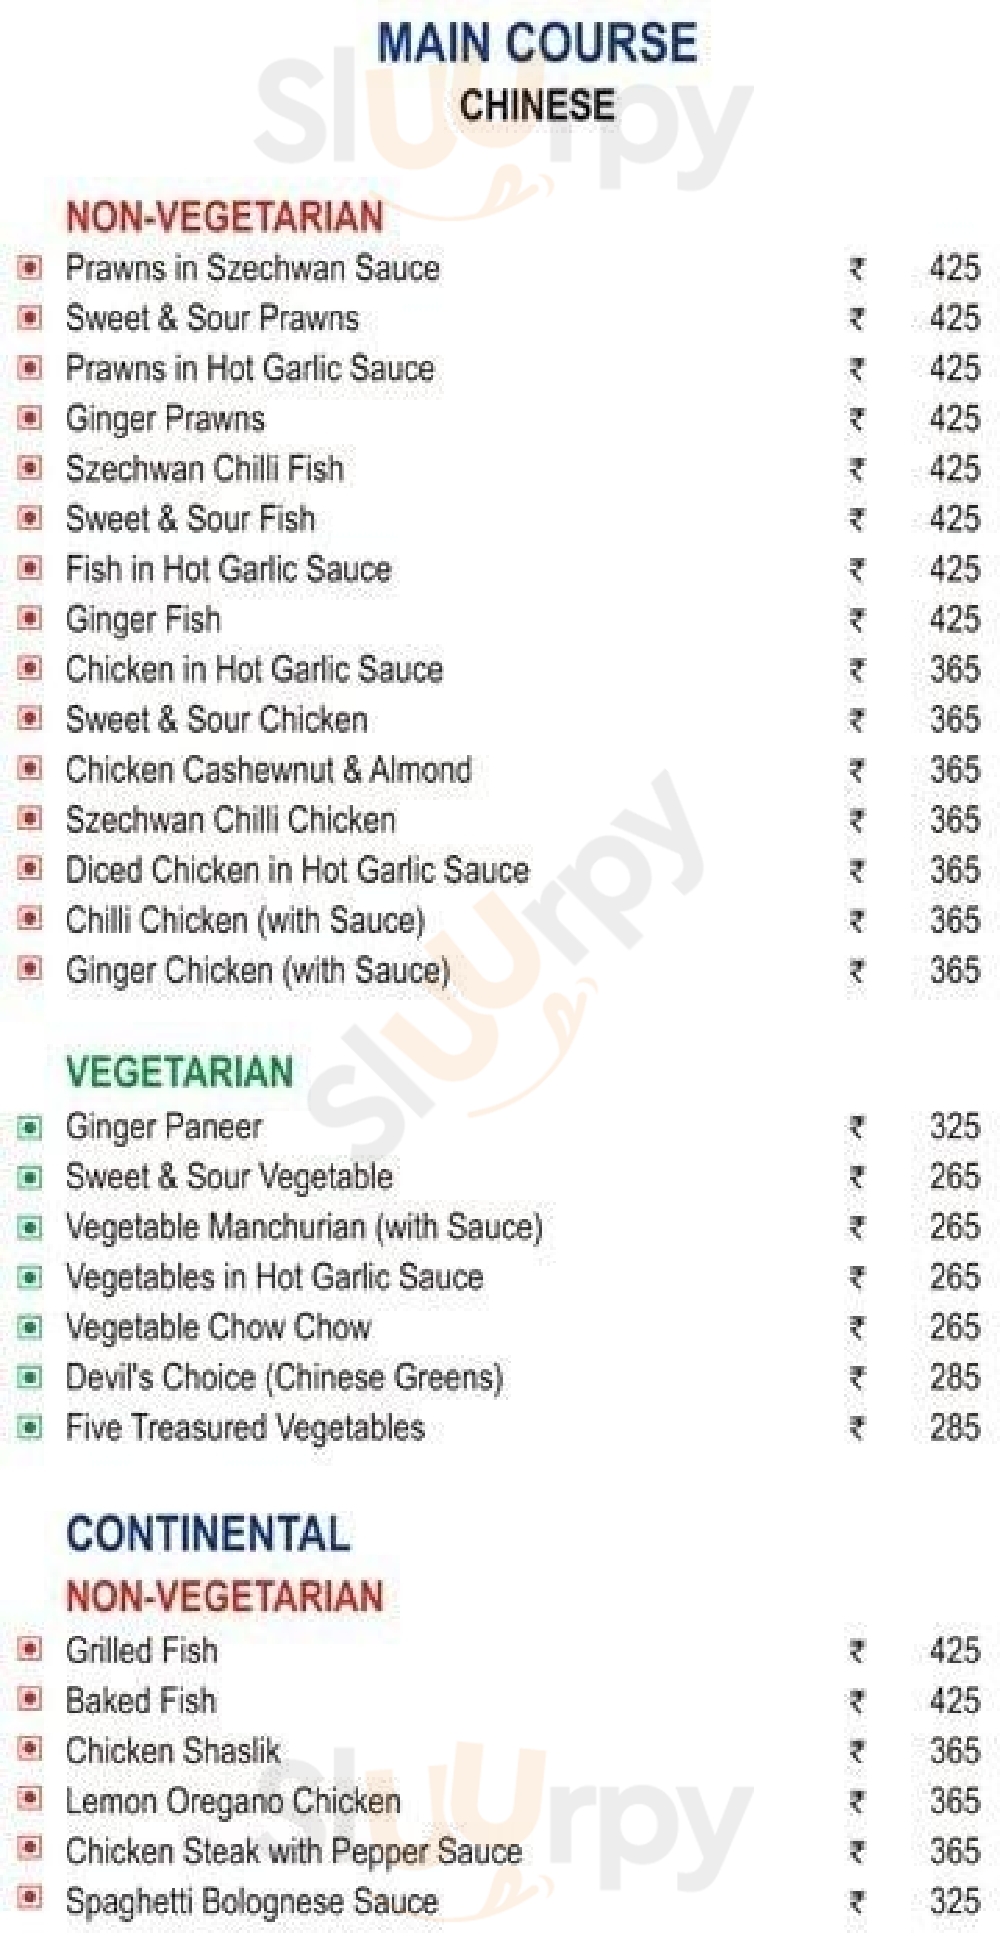 MAIN COURSE
CHINESE
NON-VEGETARIAN
Prawns in Szechwan Sauce ₹ 425
Sweet & Sour Prawns ₹ 425
Prawns in Hot Garlic Sauce ₹ 425
Ginger Prawns ₹ 425
Szechwan Chilli Fish ₹ 425
Sweet & Sour Fish ₹ 425
Fish in Hot Garlic Sauce ₹ 425
Ginger Fish ₹ 425
Chicken in Hot Garlic Sauce ₹ 365
Sweet & Sour Chicken ₹ 365
Chicken Cashewnut & Almond ₹ 365
Szechwan Chilli Chicken ₹ 365
Diced Chicken in Hot Garlic Sauce ₹ 365
Chilli Chicken (with Sauce) ₹ 365
Ginger Chicken (with Sauce) ₹ 365
VEGETARIAN
Ginger Paneer ₹ 325
Sweet & Sour Vegetable ₹ 265
Vegetable Manchurian (with Sauce) ₹ 265
Vegetables in Hot Garlic Sauce ₹ 265
Vegetable Chow Chow ₹ 265
Devil's Choice (Chinese Greens) ₹ 285
Five Treasured Vegetables ₹ 285
CONTINENTAL
NON-VEGETARIAN
Grilled Fish ₹ 425
Baked Fish ₹ 425
Chicken Shaslik ₹ 365
Lemon Oregano Chicken ₹ 365
Chicken Steak with Pepper Sauce ₹ 365
Spaghetti Bolognese Sauce ₹ 325
Sluurpy
Sluurpy
Sluurpy